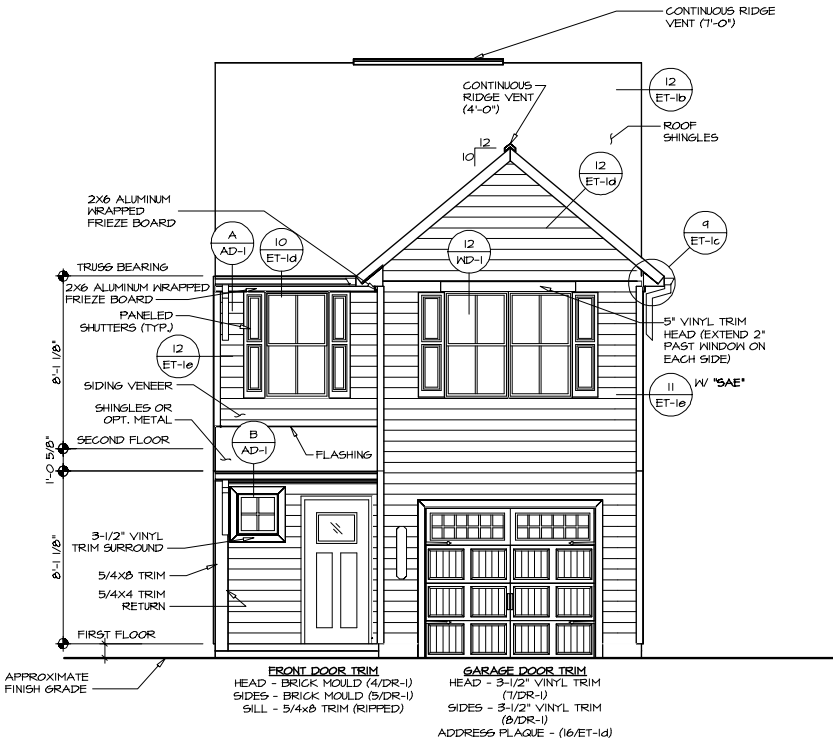 CONTINUOUS RIDGE
VENT (7'-0")
CONTINUOUS
RIDGE VENT
(4'-0")
12
ET-1b
ROOF
SHINGLES
12
10
12
ET-1d
2X6 ALUMINUM
WRAPPED
FRIEZE BOARD
9
ET-1c
A
AD-1
10
ET-1d
12
WD-1
TRUSS BEARING
2X6 ALUMINUM WRAPPED
FRIEZE BOARD
PANELED
SHUTTERS (TYP.)
5" VINYL TRIM
HEAD (EXTEND 2"
PAST WINDOW ON
EACH SIDE)
12
ET-1e
8'-1 1/8"
SIDING VENEER
11
ET-1e
W/ "SAE"
SHINGLES OR
OPT. METAL
B
AD-1
SECOND FLOOR
FLASHING
1'-0 5/8"
3-1/2" VINYL
TRIM SURROUND
8'-1 1/8"
5/4X8 TRIM
5/4X4 TRIM
RETURN
FIRST FLOOR
APPROXIMATE
FINISH GRADE
FRONT DOOR TRIM
HEAD - BRICK MOULD (4/DR-1)
SIDES - BRICK MOULD (5/DR-1)
SILL - 5/4x8 TRIM (RIPPED)
GARAGE DOOR TRIM
HEAD - 3-1/2" VINYL TRIM
(7/DR-1)
SIDES - 3-1/2" VINYL TRIM
(8/DR-1)
ADDRESS PLAQUE - (16/ET-1d)